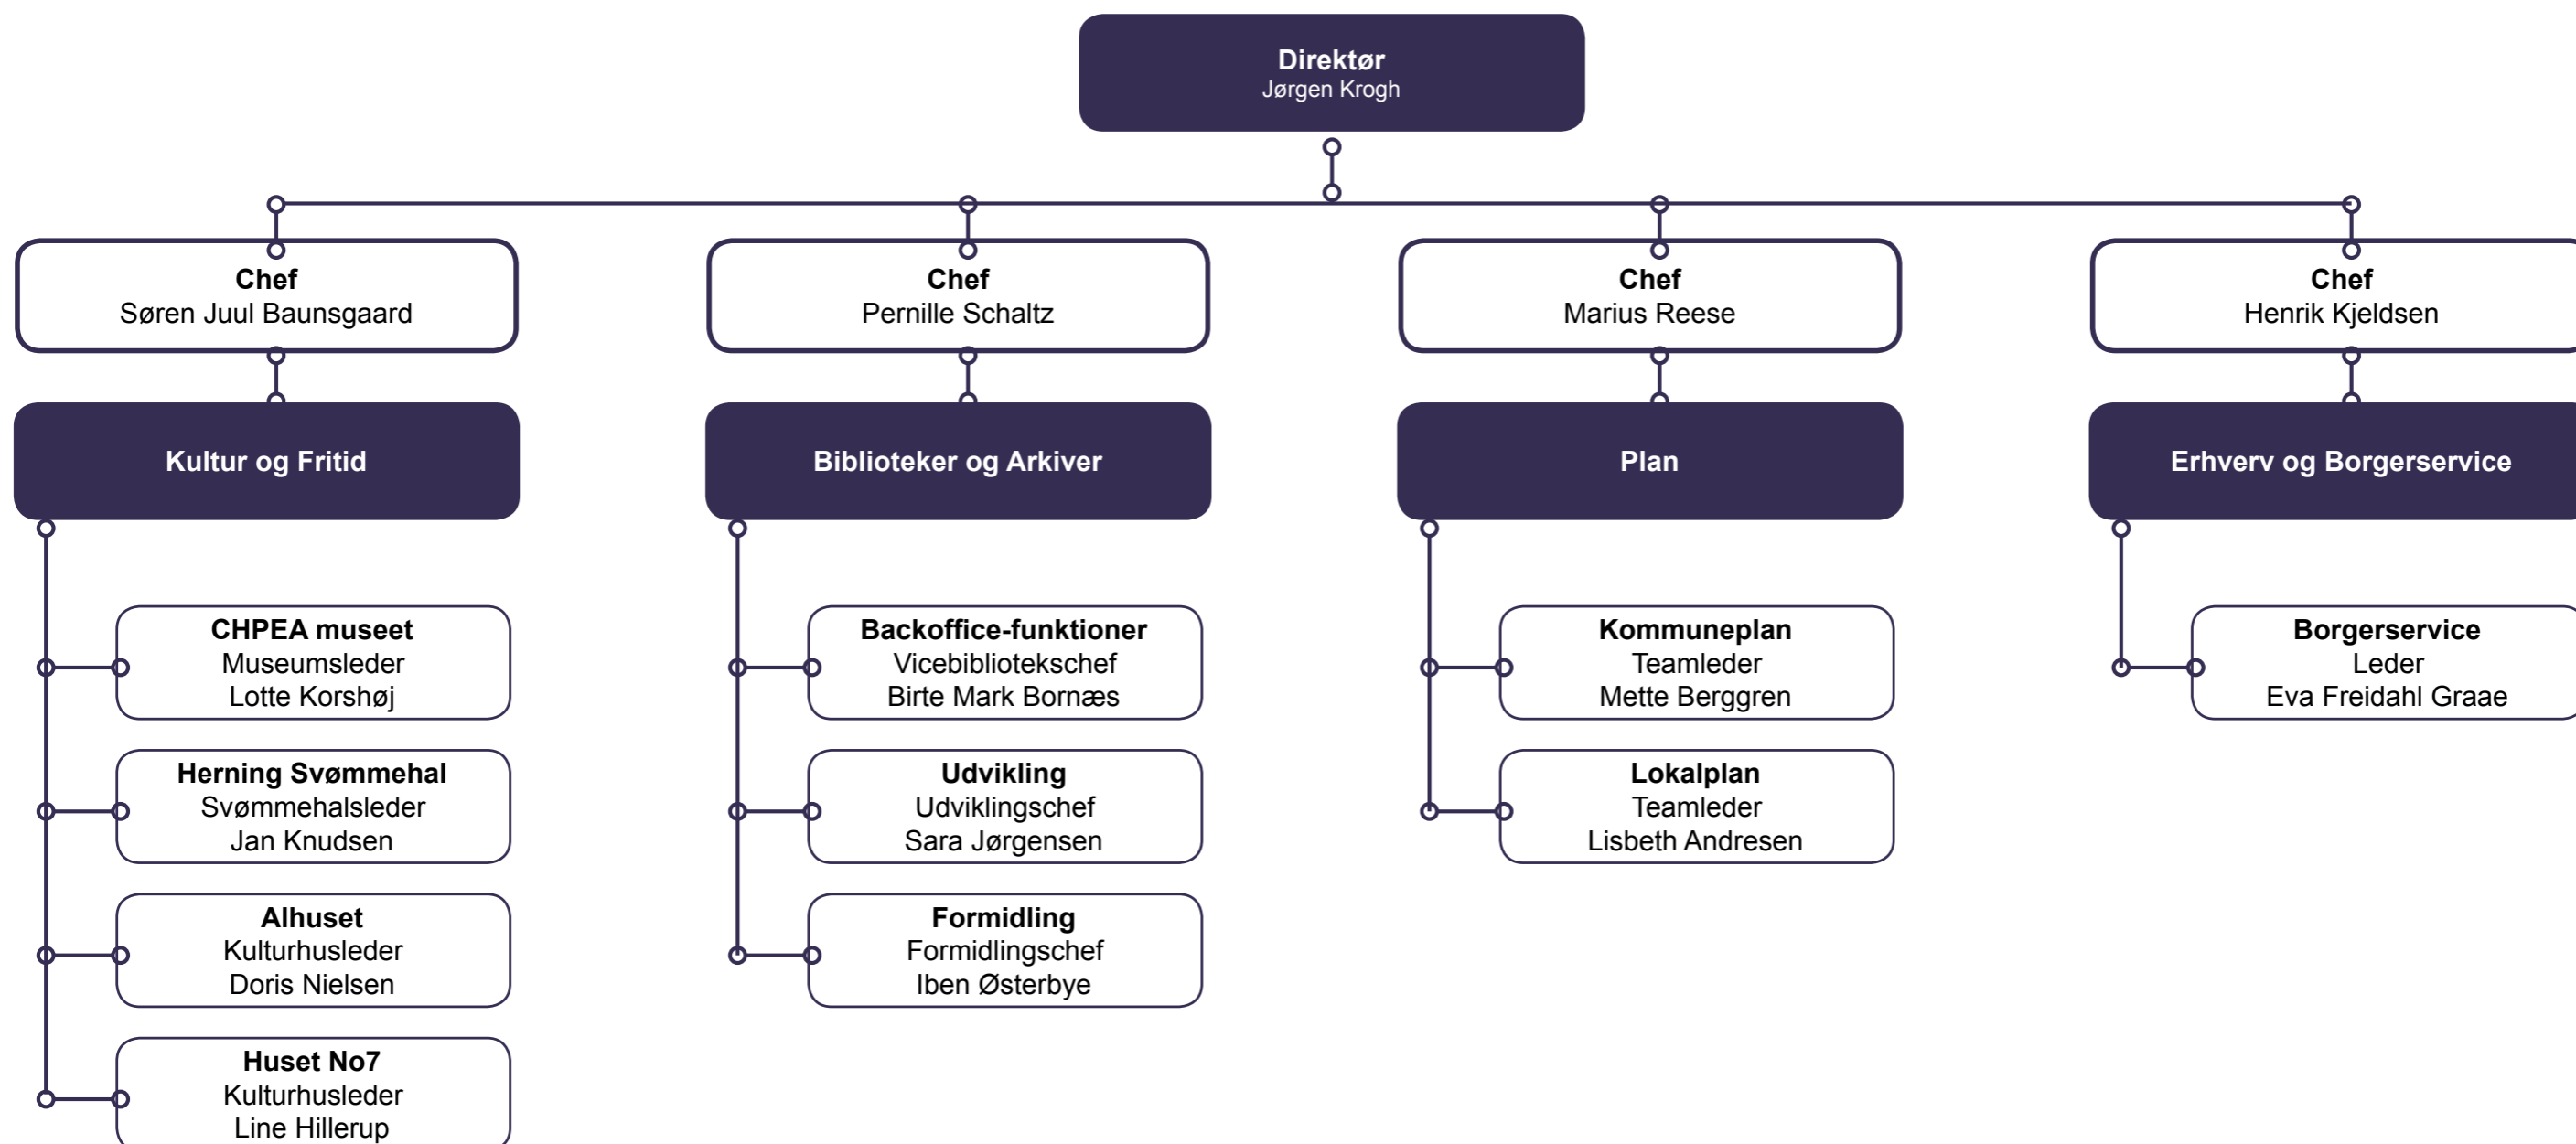 Direktør
Jørgen Krogh
Chef
Søren Juul Baunsgaard
Chef
Pernille Schaltz
Chef
Marius Reese
Chef
Henrik Kjeldsen
Kultur og Fritid
Biblioteker og Arkiver
Plan
Erhverv og Borgerservice
CHPEA museet
Museumsleder
Lotte Korshøj
Herning Svømmehal
Svømmehalsleder
Jan Knudsen
Alhuset
Kulturhusleder
Doris Nielsen
Huset No7
Kulturhusleder
Line Hillerup
Backoffice-funktioner
Vicebibliotekschef
Birte Mark Bornæs
Udvikling
Udviklingschef
Sara Jørgensen
Formidling
Formidlingschef
Iben Østerbye
Kommuneplan
Teamleder
Mette Berggren
Lokalplan
Teamleder
Lisbeth Andresen
Borgerservice
Leder
Eva Freidahl Graae